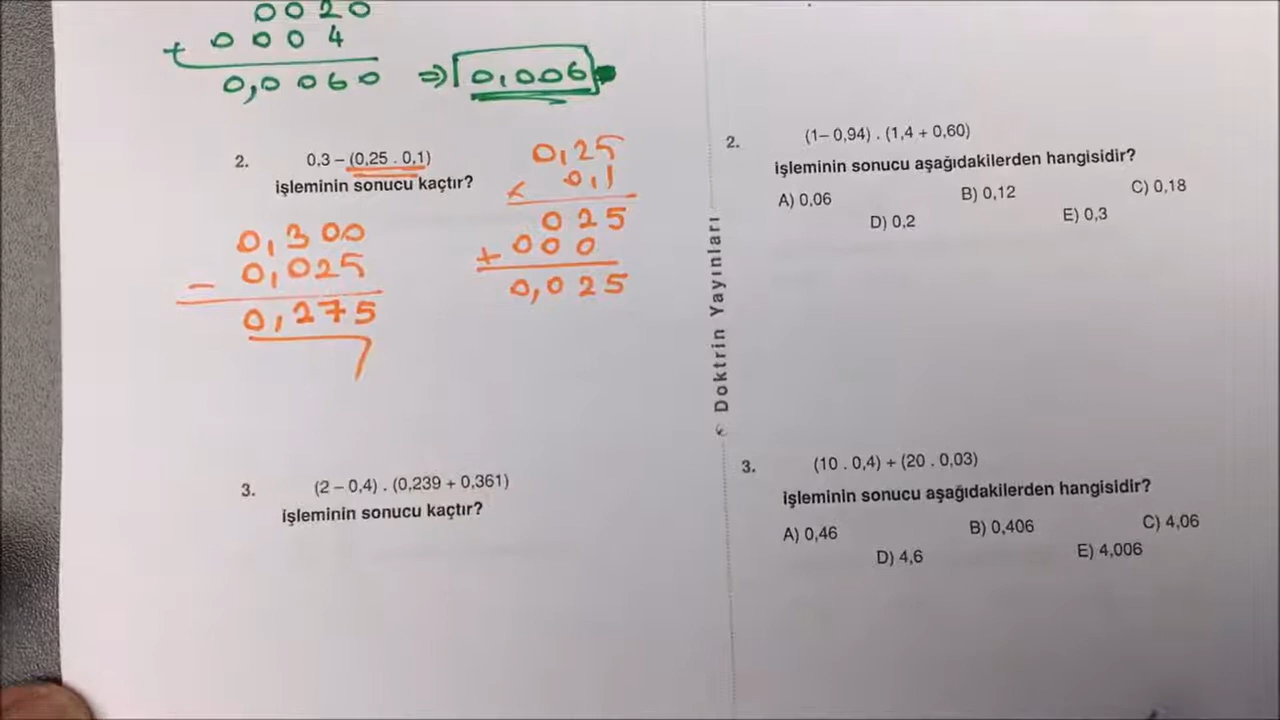 0020
+ 0004
0,0060 ⇒ 0,006
2. 0,3 – (0,25 . 0,1)
işleminin sonucu kaçtır?
0,300
- 0,025
0,275
0,25
x 0,1
025
+ 000
0,025
3. (2 – 0,4) . (0,239 + 0,361)
işleminin sonucu kaçtır?
Doktrin Yayınları
2. (1– 0,94) . (1,4 + 0,60)
işleminin sonucu aşağıdakilerden hangisidir?
A) 0,06 B) 0,12 C) 0,18
D) 0,2 E) 0,3
3. (10 . 0,4) + (20 . 0,03)
işleminin sonucu aşağıdakilerden hangisidir?
A) 0,46 B) 0,406 C) 4,06
D) 4,6 E) 4,006